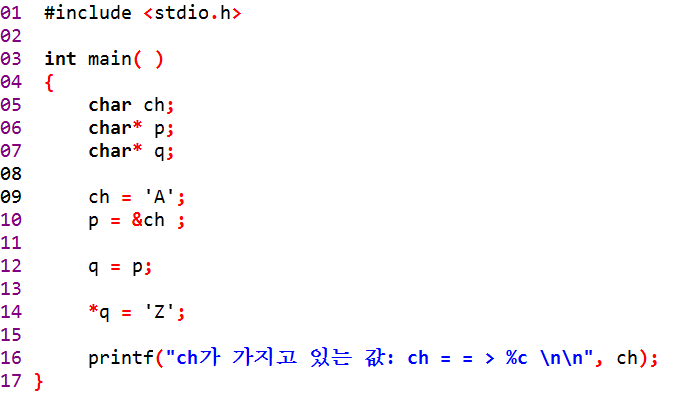 01 #include <stdio.h>
02
03 int main( )
04 {
05     char ch;
06     char* p;
07     char* q;
08
09     ch = 'A';
10     p = &ch ;
11
12     q = p;
13
14     *q = 'Z';
15
16     printf("ch가 가지고 있는 값: ch = = > %c \n\n", ch);
17 }